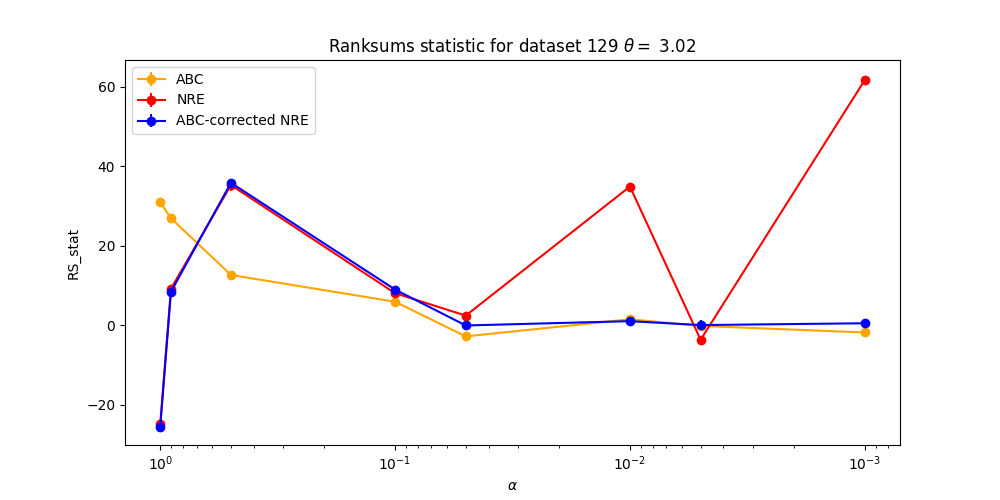 Ranksums statistic for dataset 129 θ = 3.02
ABC
NRE
ABC-corrected NRE
60
40
20
0
−20
RS_stat
10⁰
10⁻¹
10⁻²
10⁻³
α